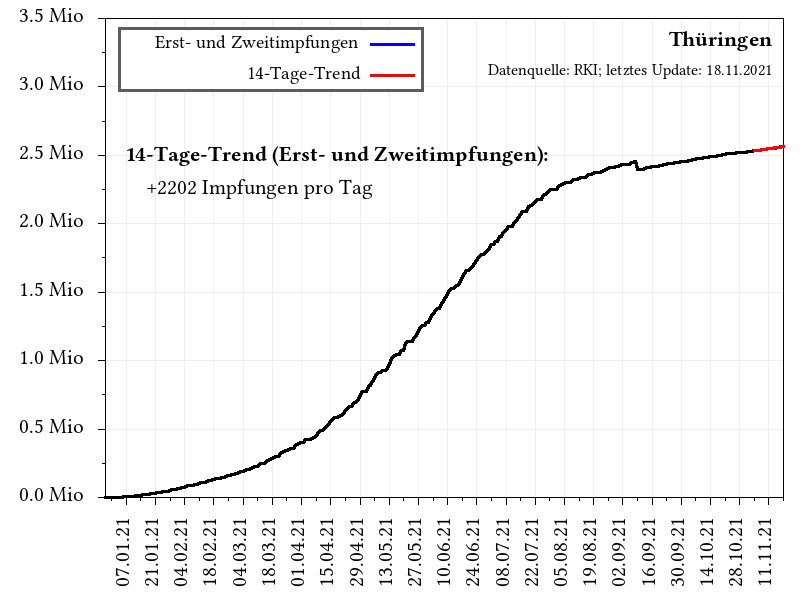 3.5 Mio
3.0 Mio
2.5 Mio
2.0 Mio
1.5 Mio
1.0 Mio
0.5 Mio
0.0 Mio
Erst- und Zweitimpfungen
14-Tage-Trend
Thüringen
Datenquelle: RKI; letztes Update: 18.11.2021
14-Tage-Trend (Erst- und Zweitimpfungen):
+2202 Impfungen pro Tag
07.01.21
21.01.21
04.02.21
18.02.21
04.03.21
18.03.21
01.04.21
15.04.21
29.04.21
13.05.21
27.05.21
10.06.21
24.06.21
08.07.21
22.07.21
05.08.21
19.08.21
02.09.21
16.09.21
30.09.21
14.10.21
28.10.21
11.11.21